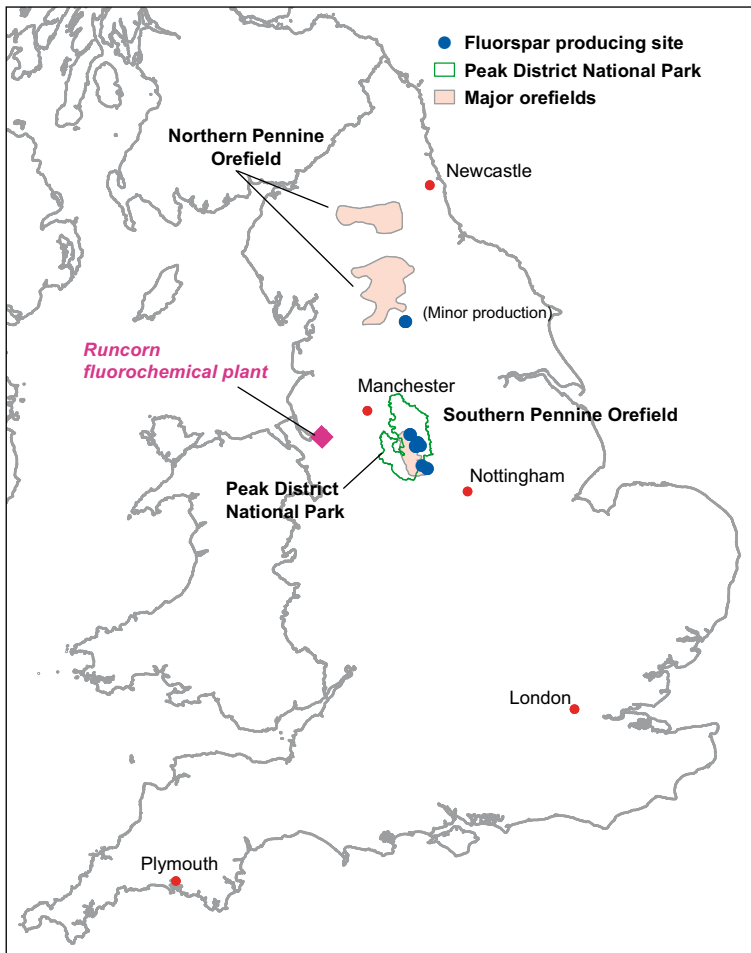 Fluorspar producing site
Peak District National Park
Major orefields
Northern Pennine
Orefield
Newcastle
(Minor production)
Runcorn
fluorochemical plant
Manchester
Southern Pennine Orefield
Peak District
National Park
Nottingham
London
Plymouth